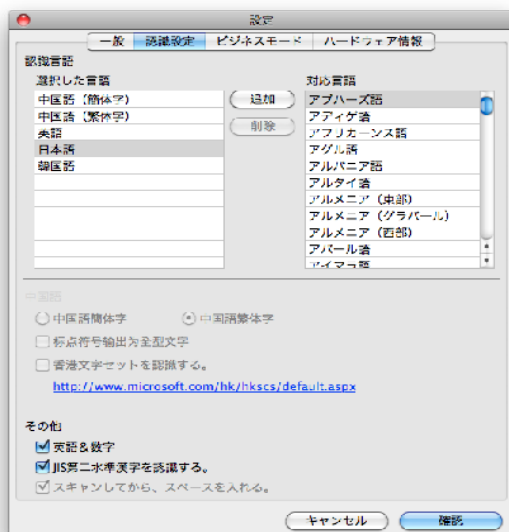 設定
一般 認識設定 ビジネスモード ハードウェア情報
認識言語
選択した言語
中国語（簡体字）
中国語（繁体字）
英語
日本語
韓国語
追加
削除
対応言語
アブハーズ語
アディゲ語
アフリカーンス語
アグル語
アルバニア語
アルタイ語
アルメニア（東部）
アルメニア（グラバール）
アルメニア（西部）
アバール語
アイマラ語
中国語
中国語簡体字 中国語繁体字
标点符号输出为全型文字
香港文字セットを認識する。
http://www.microsoft.com/hk/hkscs/default.aspx
その他
英語&数字
JIS第二水準漢字を認識する。
スキャンしてから、スペースを入れる。
キャンセル 確認